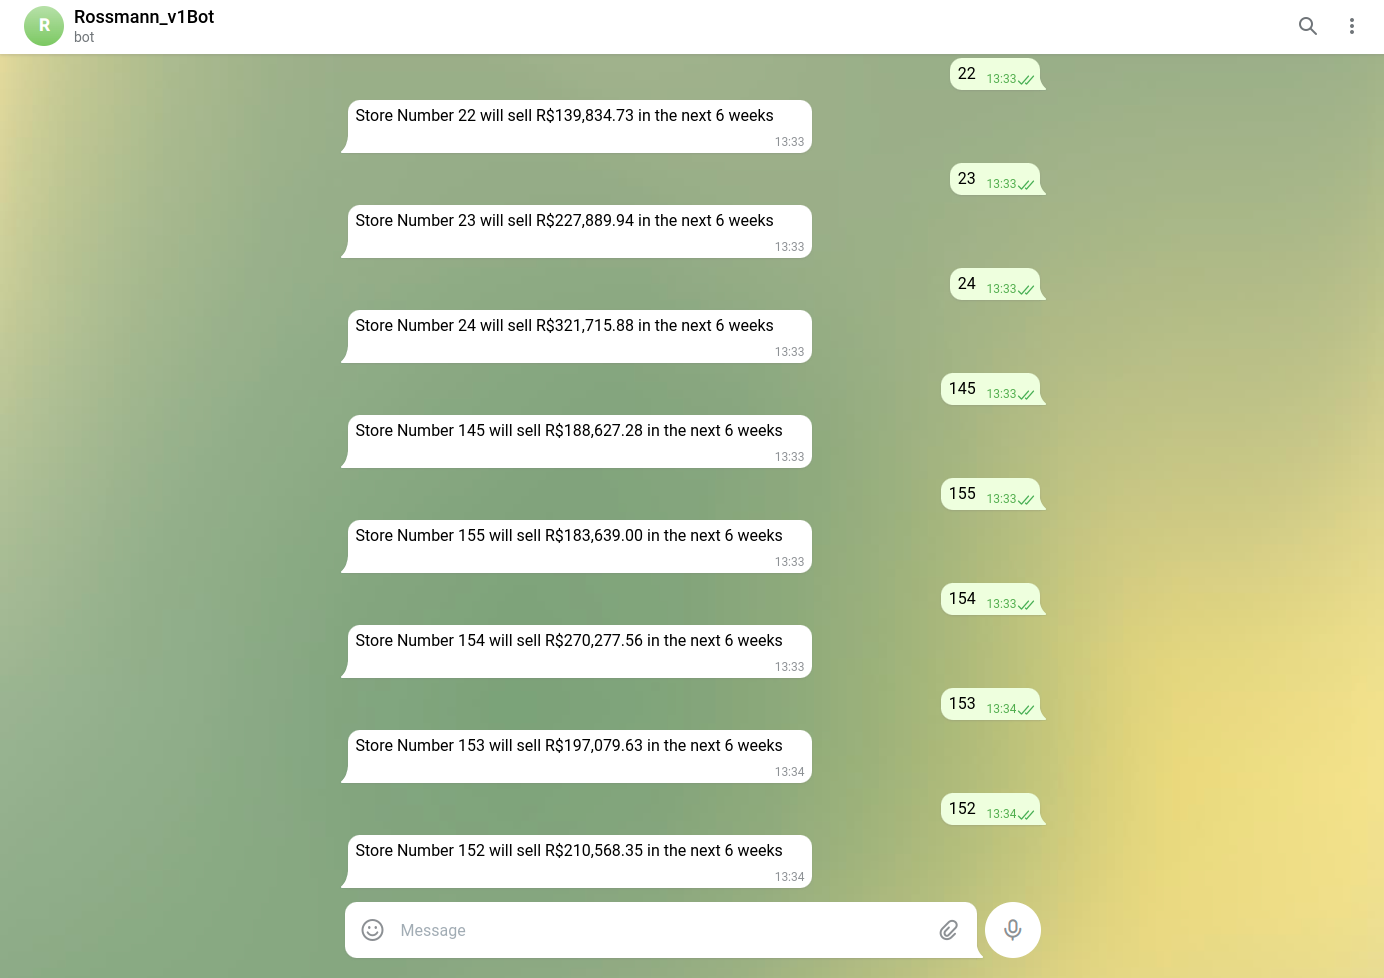 R
Rossmann_v1Bot
bot
22 13:33
Store Number 22 will sell R$139,834.73 in the next 6 weeks
13:33
23 13:33
Store Number 23 will sell R$227,889.94 in the next 6 weeks
13:33
24 13:33
Store Number 24 will sell R$321,715.88 in the next 6 weeks
13:33
145 13:33
Store Number 145 will sell R$188,627.28 in the next 6 weeks
13:33
155 13:33
Store Number 155 will sell R$183,639.00 in the next 6 weeks
13:33
154 13:33
Store Number 154 will sell R$270,277.56 in the next 6 weeks
13:33
153 13:34
Store Number 153 will sell R$197,079.63 in the next 6 weeks
13:34
152 13:34
Store Number 152 will sell R$210,568.35 in the next 6 weeks
13:34
Message